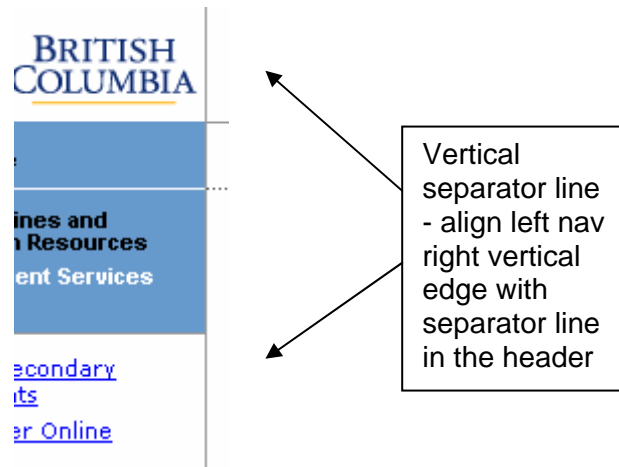 BRITISH
COLUMBIA
ines and
Resources
ent Services
econdary
ts
er Online
Vertical
separator line
- align left nav
right vertical
edge with
separator line
in the header